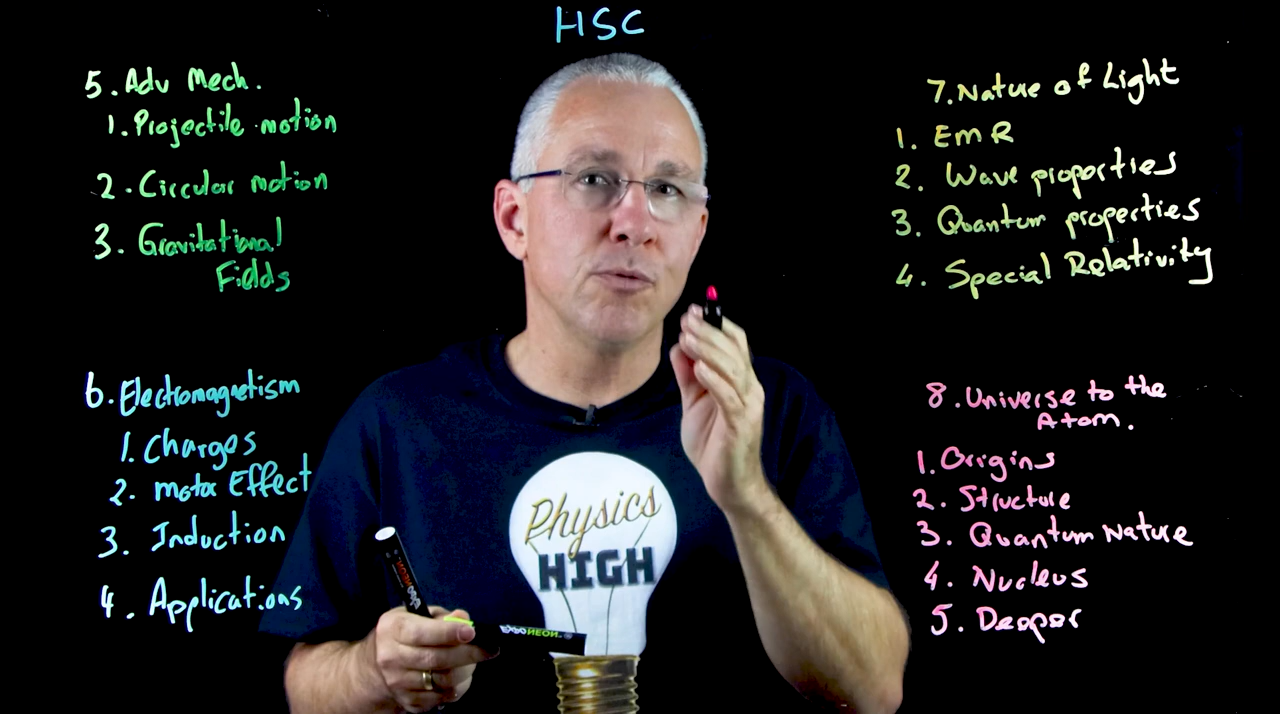 HSC
5. Adv Mech.
1. Projectile motion
2. Circular motion
3. Gravitational
Fields
6. Electromagnetism
1. Charges
2. Motor Effect
3. Induction
4. Applications
7. Nature of Light
1. EMR
2. Wave properties
3. Quantum properties
4. Special Relativity
8. Universe to the
Atom.
1. Origins
2. Structure
3. Quantum Nature
4. Nucleus
5. Deeper
Physics
HIGH